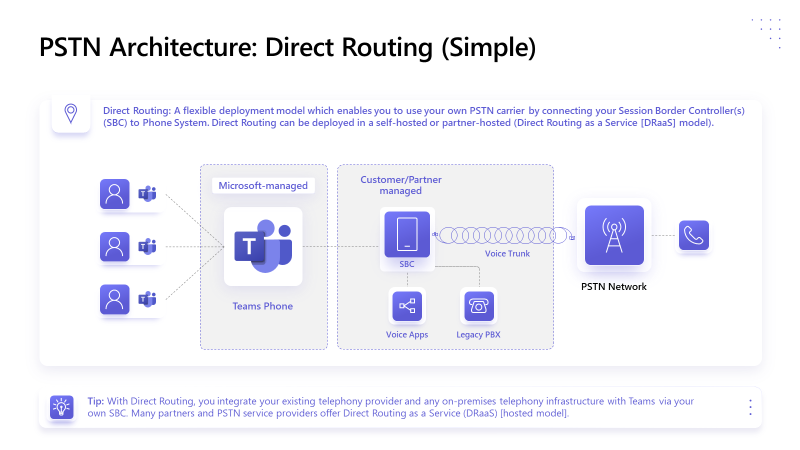 PSTN Architecture: Direct Routing (Simple)
Direct Routing: A flexible deployment model which enables you to use your own PSTN carrier by connecting your Session Border Controller(s)
(SBC) to Phone System. Direct Routing can be deployed in a self-hosted or partner-hosted (Direct Routing as a Service [DRaaS] model).
Microsoft-managed
Customer/Partner
managed
T
T
T
T
Teams Phone
SBC
Voice Trunk
Voice Apps
Legacy PBX
PSTN Network
Tip: With Direct Routing, you integrate your existing telephony provider and any on-premises telephony infrastructure with Teams via your
own SBC. Many partners and PSTN service providers offer Direct Routing as a Service (DRaaS) [hosted model].